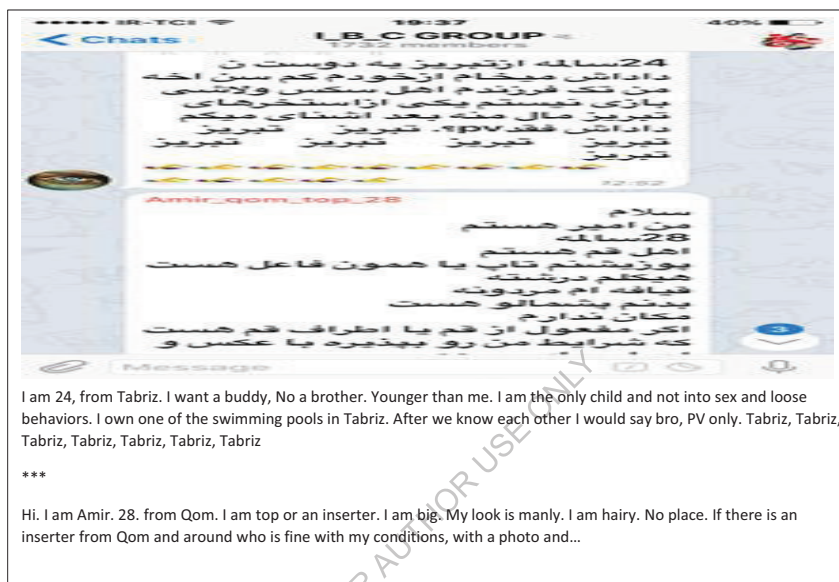 IR-TCI 19:37 40%
Chats I_B_C GROUP
1732 members
24ساله ازتبریز یه دوست ن
داداش میخام ازخودم کم سن اخه
من تک فرزندم اهل سکس ولاشی
بازی نیستم یکی ازاستخرهای
تبریز مال منه بعد اشنای میگم
داداش فقدpv؟. تبریز تبریز
تبریز تبریز تبریز تبریز
تبریز
12:52
Amir_qom_top_28
سلام
من امیر هستم
28ساله
اهل قم هستم
پوزیشنم تاپ یا همون فاعل هست
هیکلم درشته
قیافه ام مردونه
بدنم پشمالو هست
مکان ندارم
اگر مفعول از قم یا اطراف قم هست
که شرایط من رو بپذیره با عکس و
3
Message
I am 24, from Tabriz. I want a buddy, No a brother. Younger than me. I am the only child and not into sex and loose
behaviors. I own one of the swimming pools in Tabriz. After we know each other I would say bro, PV only. Tabriz, Tabriz,
Tabriz, Tabriz, Tabriz, Tabriz, Tabriz
***
Hi. I am Amir. 28. from Qom. I am top or an inserter. I am big. My look is manly. I am hairy. No place. If there is an
inserter from Qom and around who is fine with my conditions, with a photo and…
R AUTHOR USE ONLY